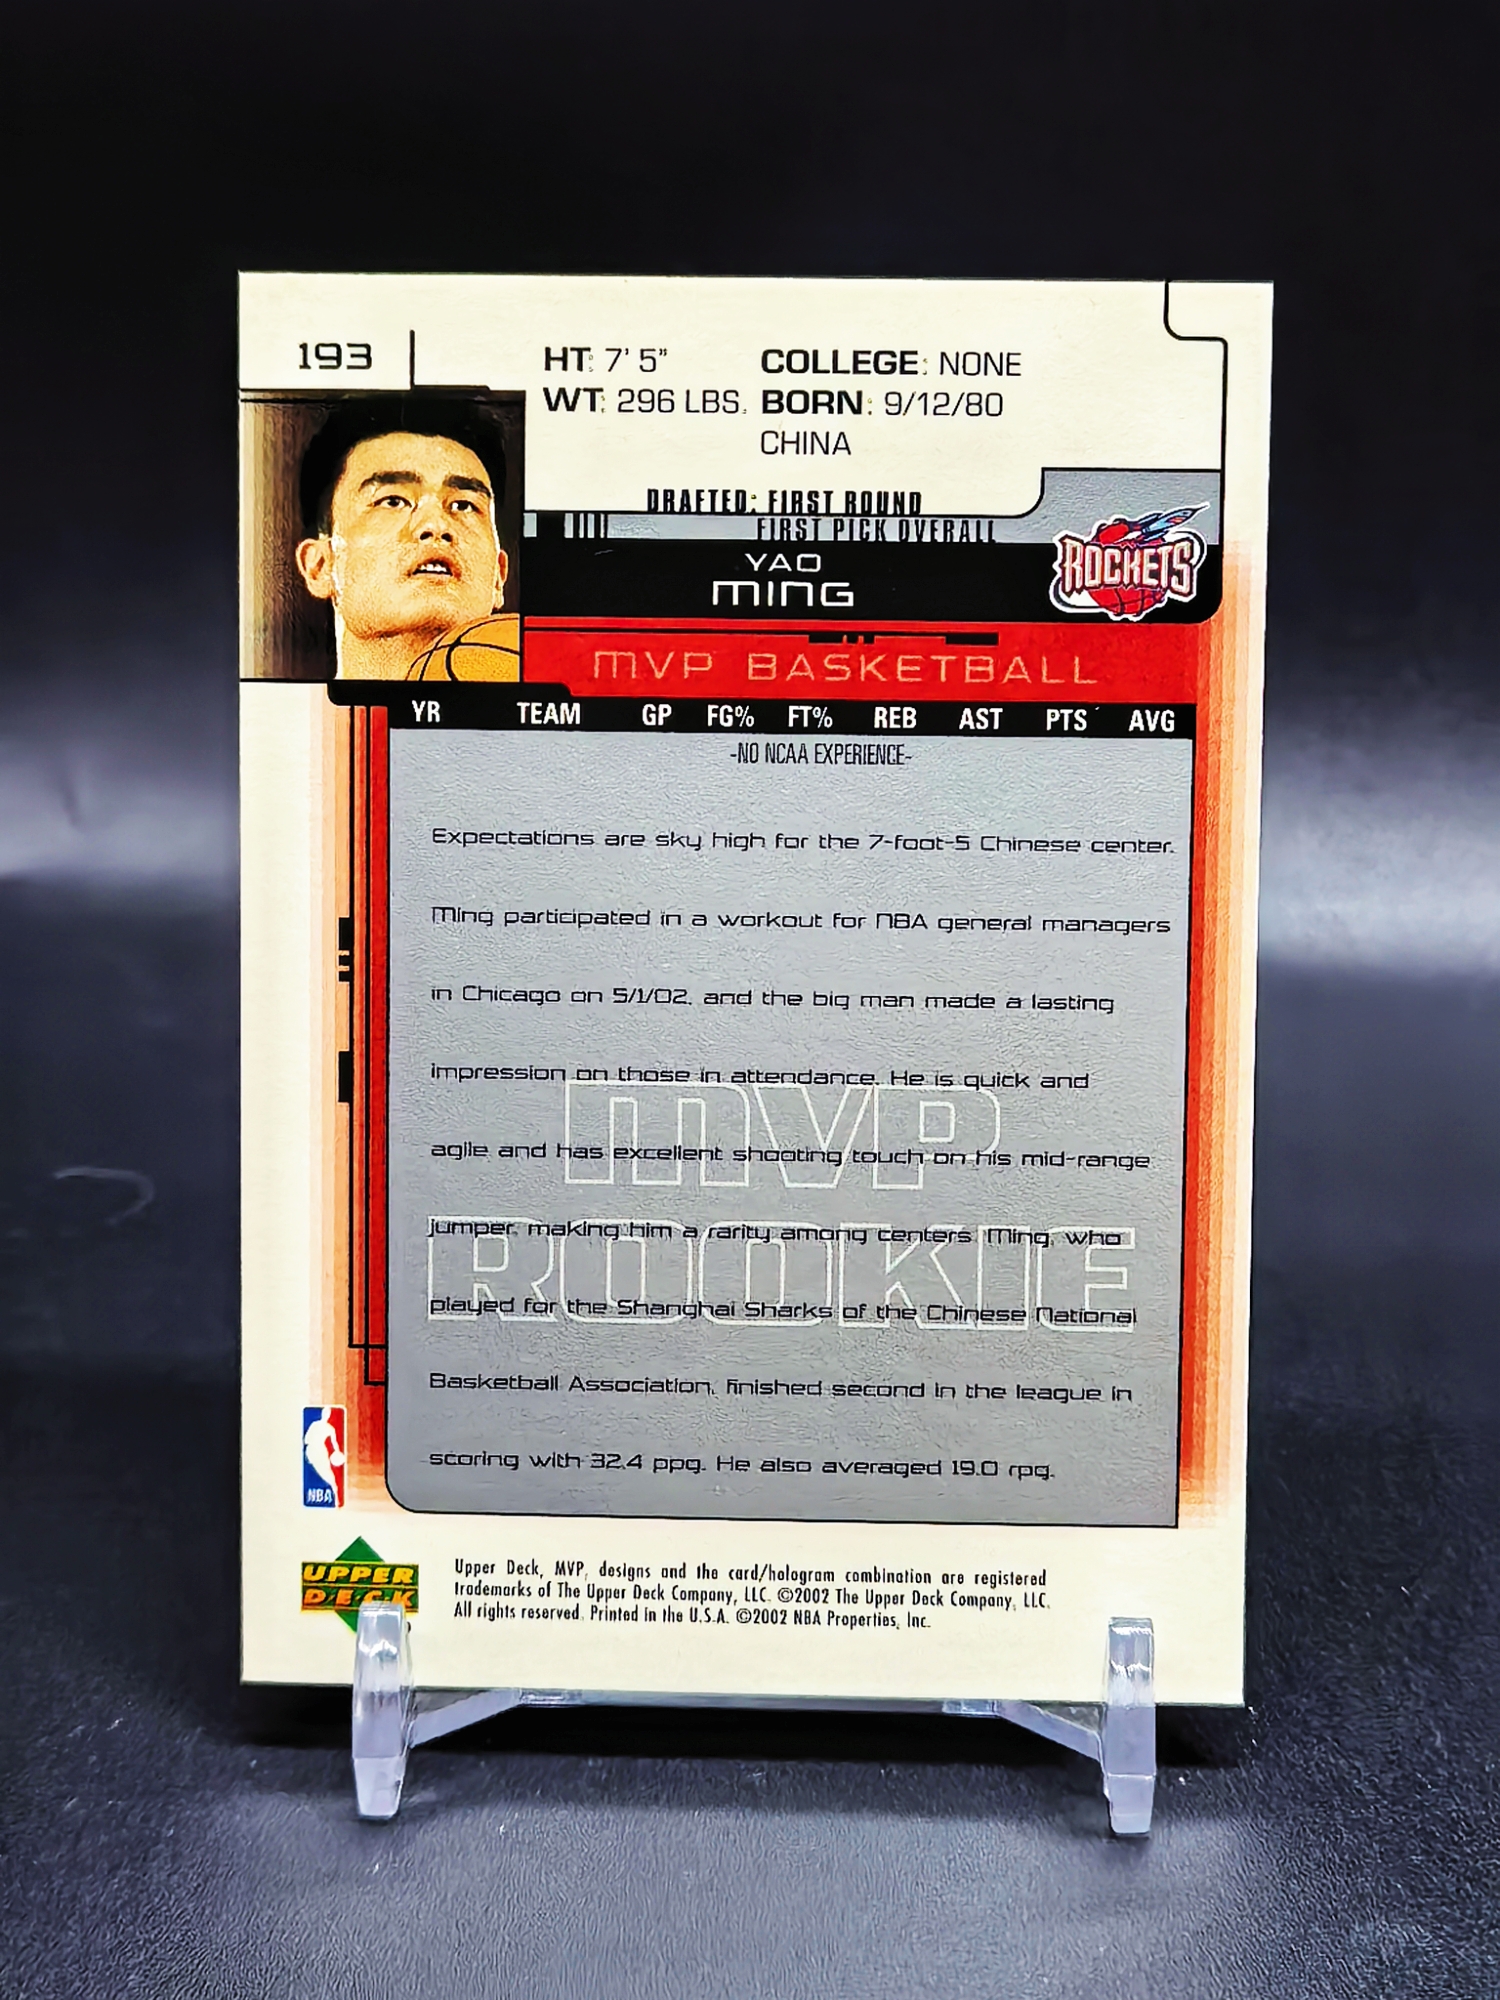 193
HT: 7' 5" COLLEGE: NONE
WT: 296 LBS. BORN: 9/12/80
CHINA
DRAFTED: FIRST ROUND
FIRST PICK OVERALL
YAO
MING
ROCKETS
MVP BASKETBALL
YR TEAM GP FG% FT% REB AST PTS AVG
-NO NCAA EXPERIENCE-
Expectations are sky high for the 7-foot-5 Chinese center.
Ming participated in a workout for NBA general managers
in Chicago on 5/1/02, and the big man made a lasting
impression on those in attendance. He is quick and
agile and has excellent shooting touch on his mid-range
jumper, making him a rarity among centers. Ming, who
played for the Shanghai Sharks of the Chinese National
Basketball Association, finished second in the league in
scoring with 32.4 ppg. He also averaged 19.0 rpg.
MVP
ROOKIE
NBA
UPPER
DECK
Upper Deck, MVP, designs and the card/hologram combination are registered
trademarks of The Upper Deck Company, LLC. ©2002 The Upper Deck Company, LLC.
All rights reserved. Printed in the U.S.A. ©2002 NBA Properties, Inc.